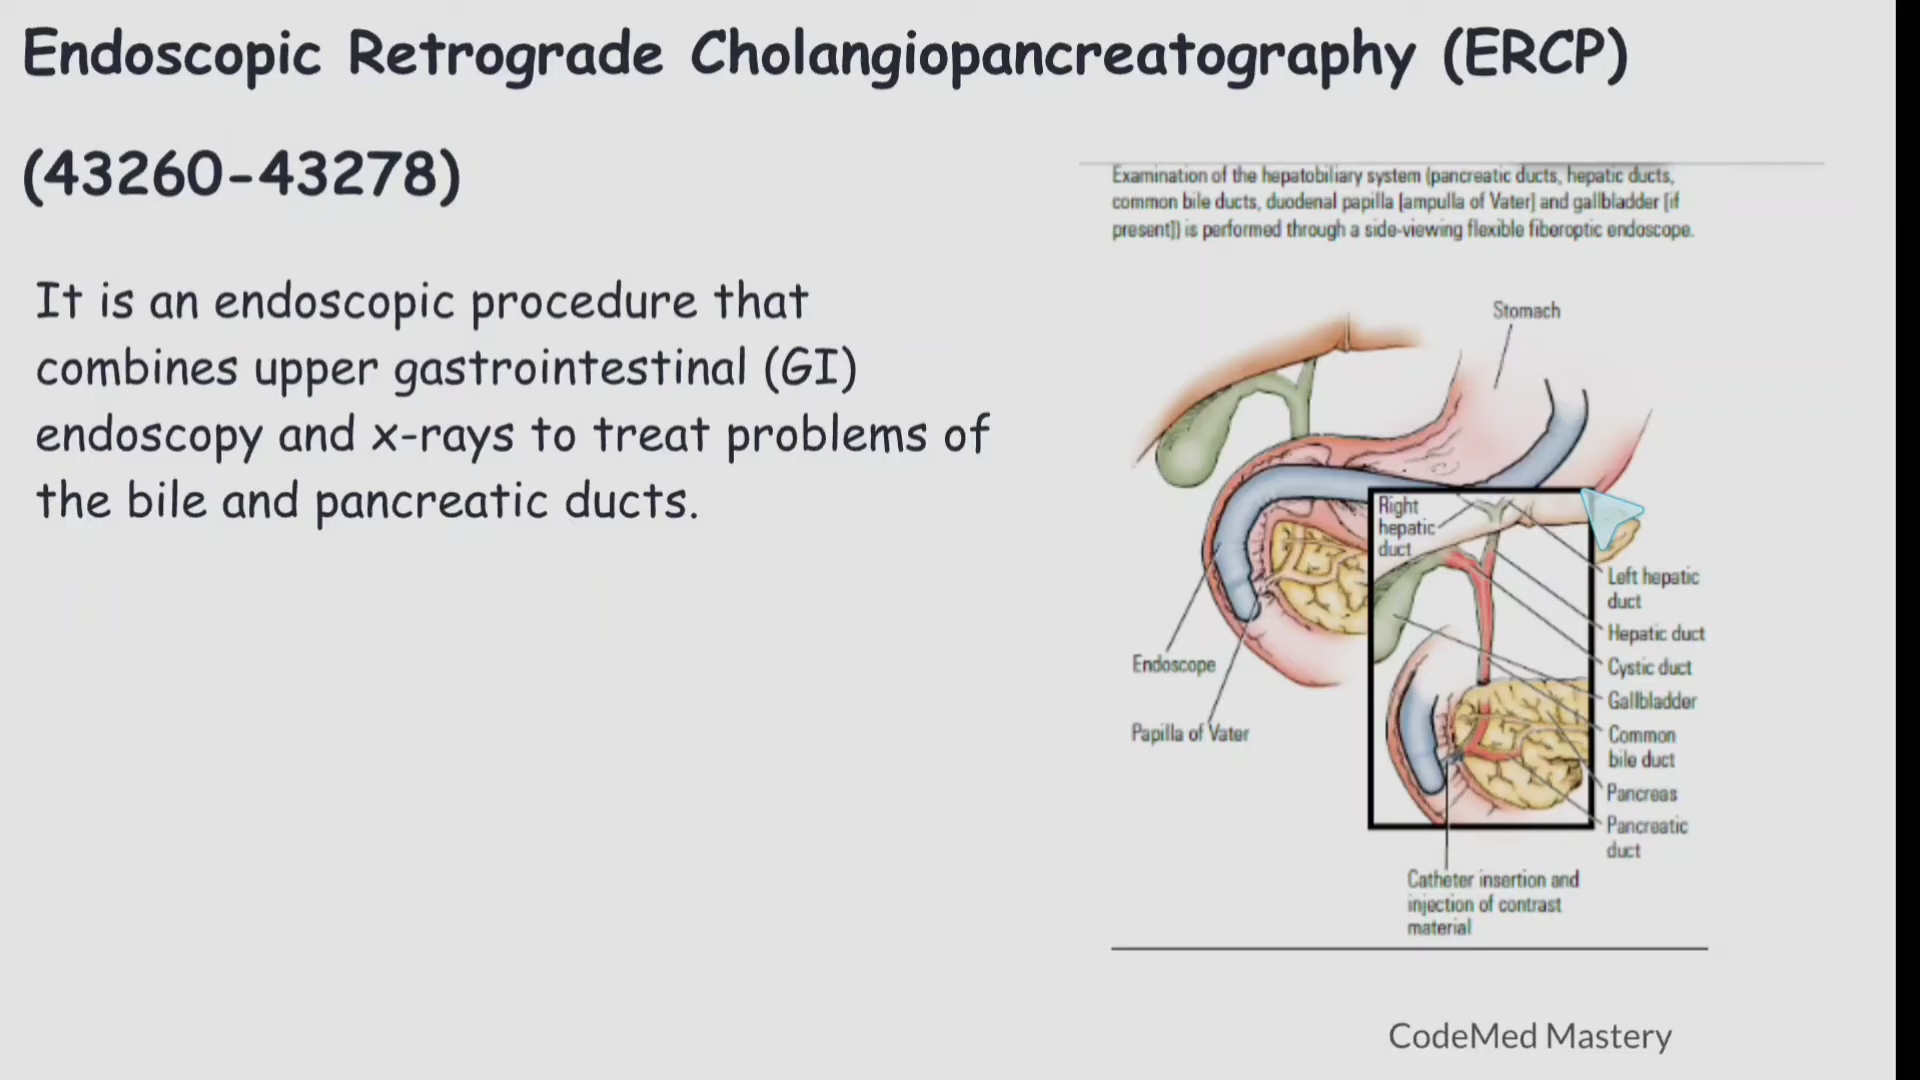 Endoscopic Retrograde Cholangiopancreatography (ERCP)
(43260-43278)
It is an endoscopic procedure that
combines upper gastrointestinal (GI)
endoscopy and x-rays to treat problems of
the bile and pancreatic ducts.
Examination of the hepatobiliary system (pancreatic ducts, hepatic ducts,
common bile ducts, duodenal papilla [ampulla of Vater] and gallbladder [if
present]) is performed through a side-viewing flexible fiberoptic endoscope.
Stomach
Right
hepatic
duct
Left hepatic
duct
Hepatic duct
Cystic duct
Gallbladder
Common
bile duct
Pancreas
Pancreatic
duct
Endoscope
Papilla of Vater
Catheter insertion and
injection of contrast
material
CodeMed Mastery